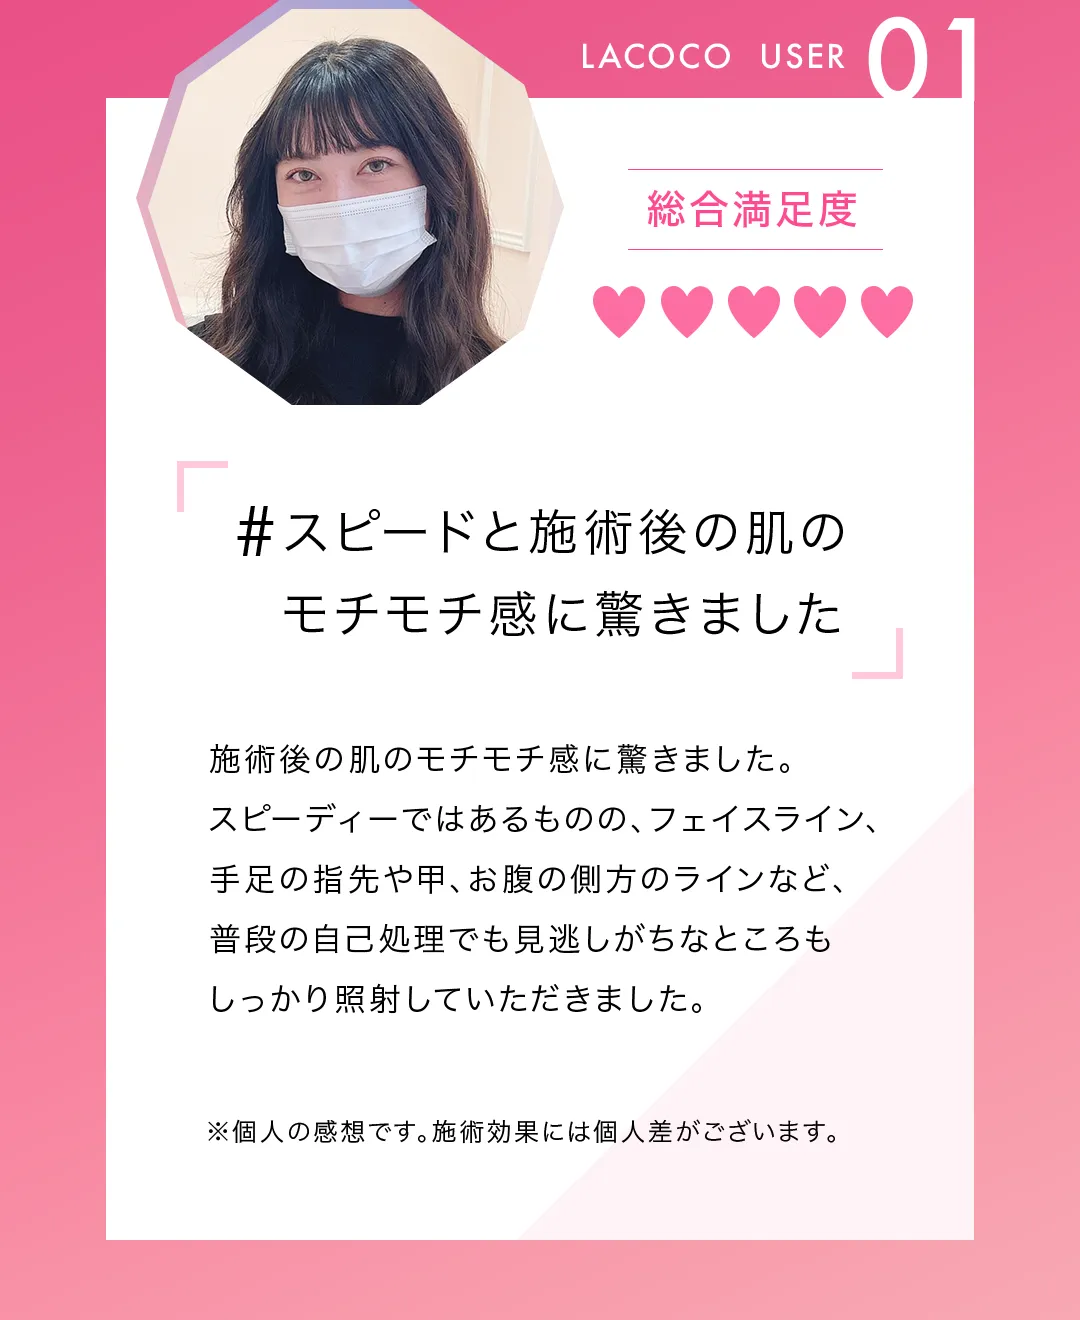 LACOCO USER 01
総合満足度
#スピードと施術後の肌の
モチモチ感に驚きました
施術後の肌のモチモチ感に驚きました。
スピーディーではあるものの、フェイスライン、
手足の指先や甲、お腹の側方のラインなど、
普段の自己処理でも見逃しがちなところも
しっかり照射していただきました。
※個人の感想です。施術効果には個人差がございます。